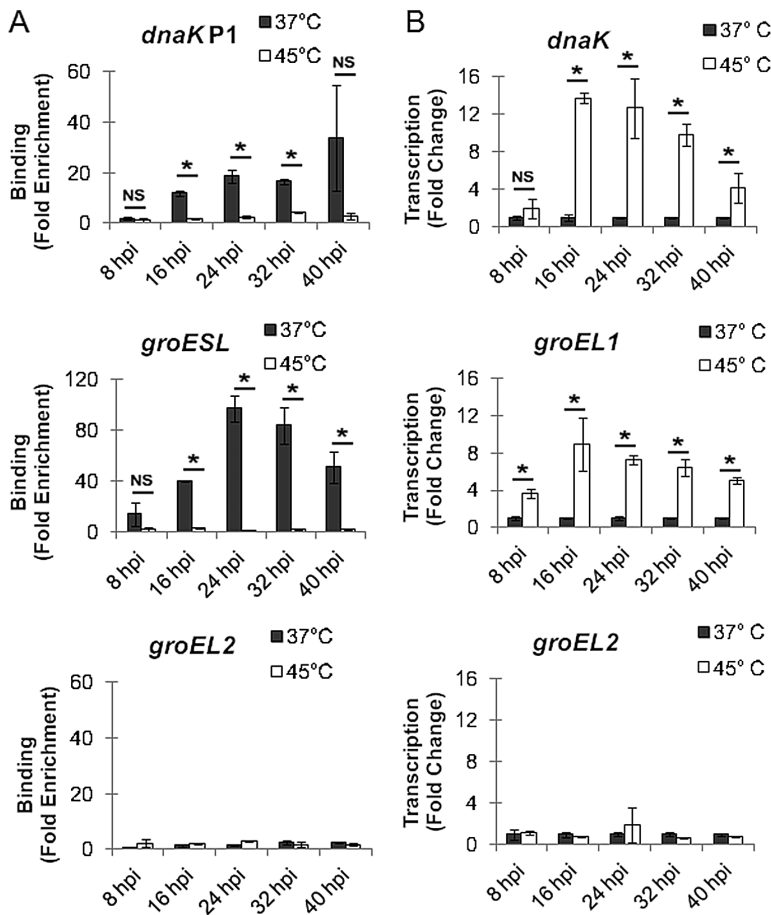 A
dnaK P1
37°C
45°C
Binding
(Fold Enrichment)
60
40
20
0
NS
*
*
*
NS
8 hpi
16 hpi
24 hpi
32 hpi
40 hpi
B
dnaK
37° C
45° C
Transcription
(Fold Change)
16
12
8
4
0
NS
*
*
*
*
8 hpi
16 hpi
24 hpi
32 hpi
40 hpi
groESL
37°C
45°C
Binding
(Fold Enrichment)
120
80
40
0
NS
*
*
*
*
8 hpi
16 hpi
24 hpi
32 hpi
40 hpi
groEL1
37° C
45° C
Transcription
(Fold Change)
16
12
8
4
0
*
*
*
*
*
8 hpi
16 hpi
24 hpi
32 hpi
40 hpi
groEL2
37°C
45°C
Binding
(Fold Enrichment)
60
40
20
0
8 hpi
16 hpi
24 hpi
32 hpi
40 hpi
groEL2
37° C
45° C
Transcription
(Fold Change)
16
12
8
4
0
8 hpi
16 hpi
24 hpi
32 hpi
40 hpi